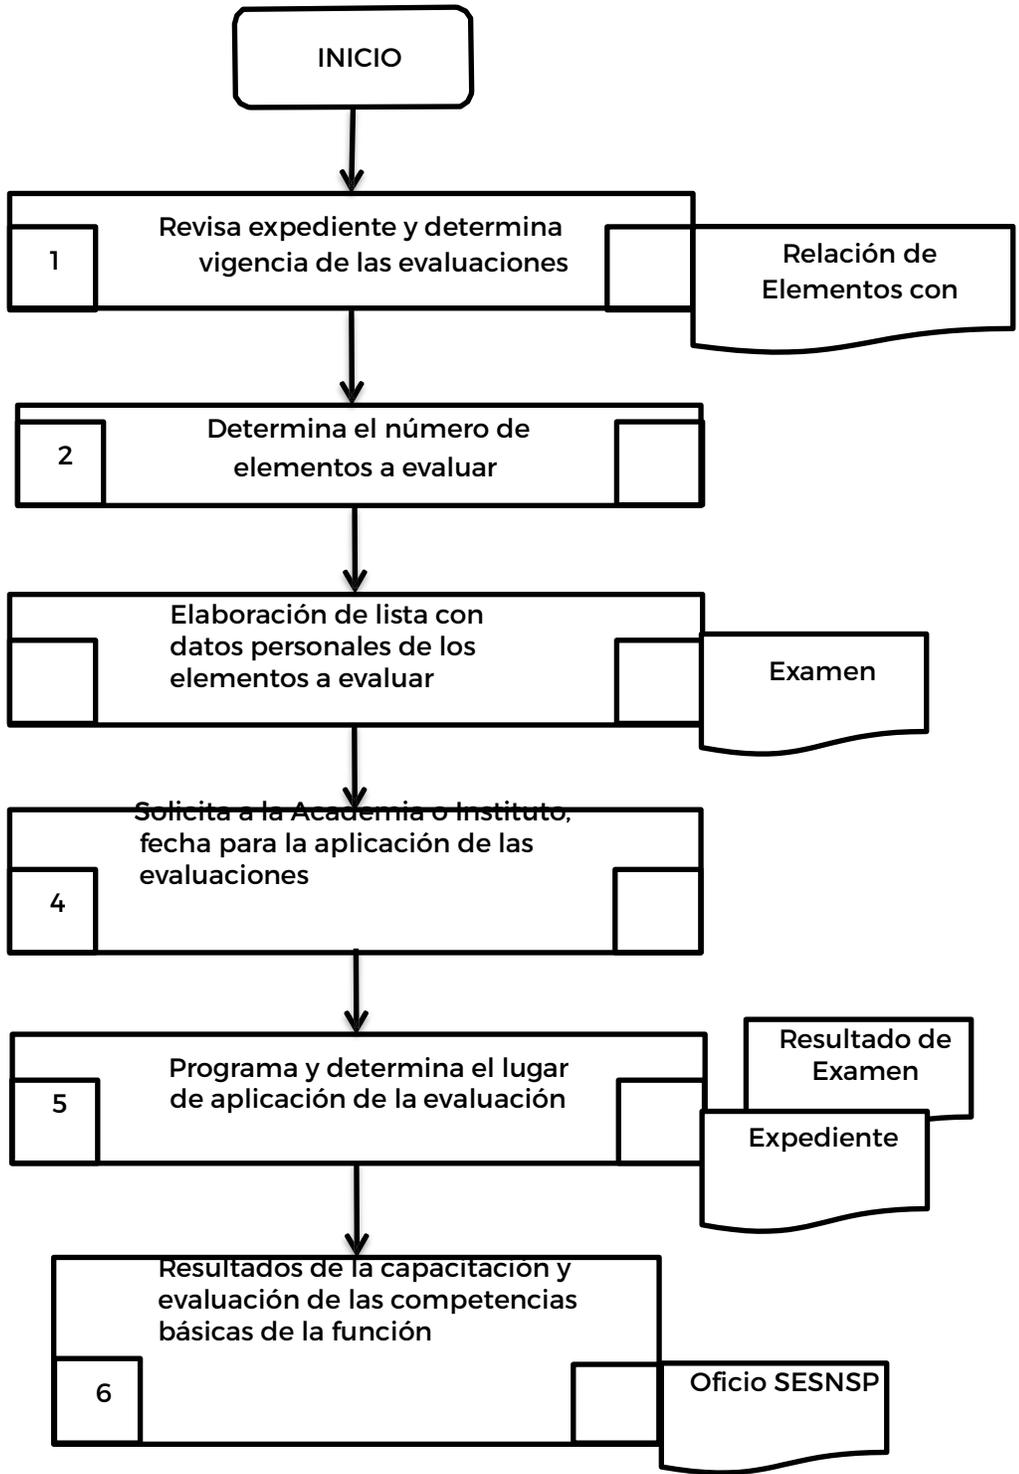 INICIO
Revisa expediente y determina
vigencia de las evaluaciones
1
Relación de
Elementos con
Determina el número de
elementos a evaluar
2
Elaboración de lista con
datos personales de los
elementos a evaluar
Examen
Solicita a la Academia o Instituto,
fecha para la aplicación de las
evaluaciones
4
Programa y determina el lugar
de aplicación de la evaluación
5
Resultado de
Examen
Expediente
Resultados de la capacitación y
evaluación de las competencias
básicas de la función
6
Oficio SESNSP